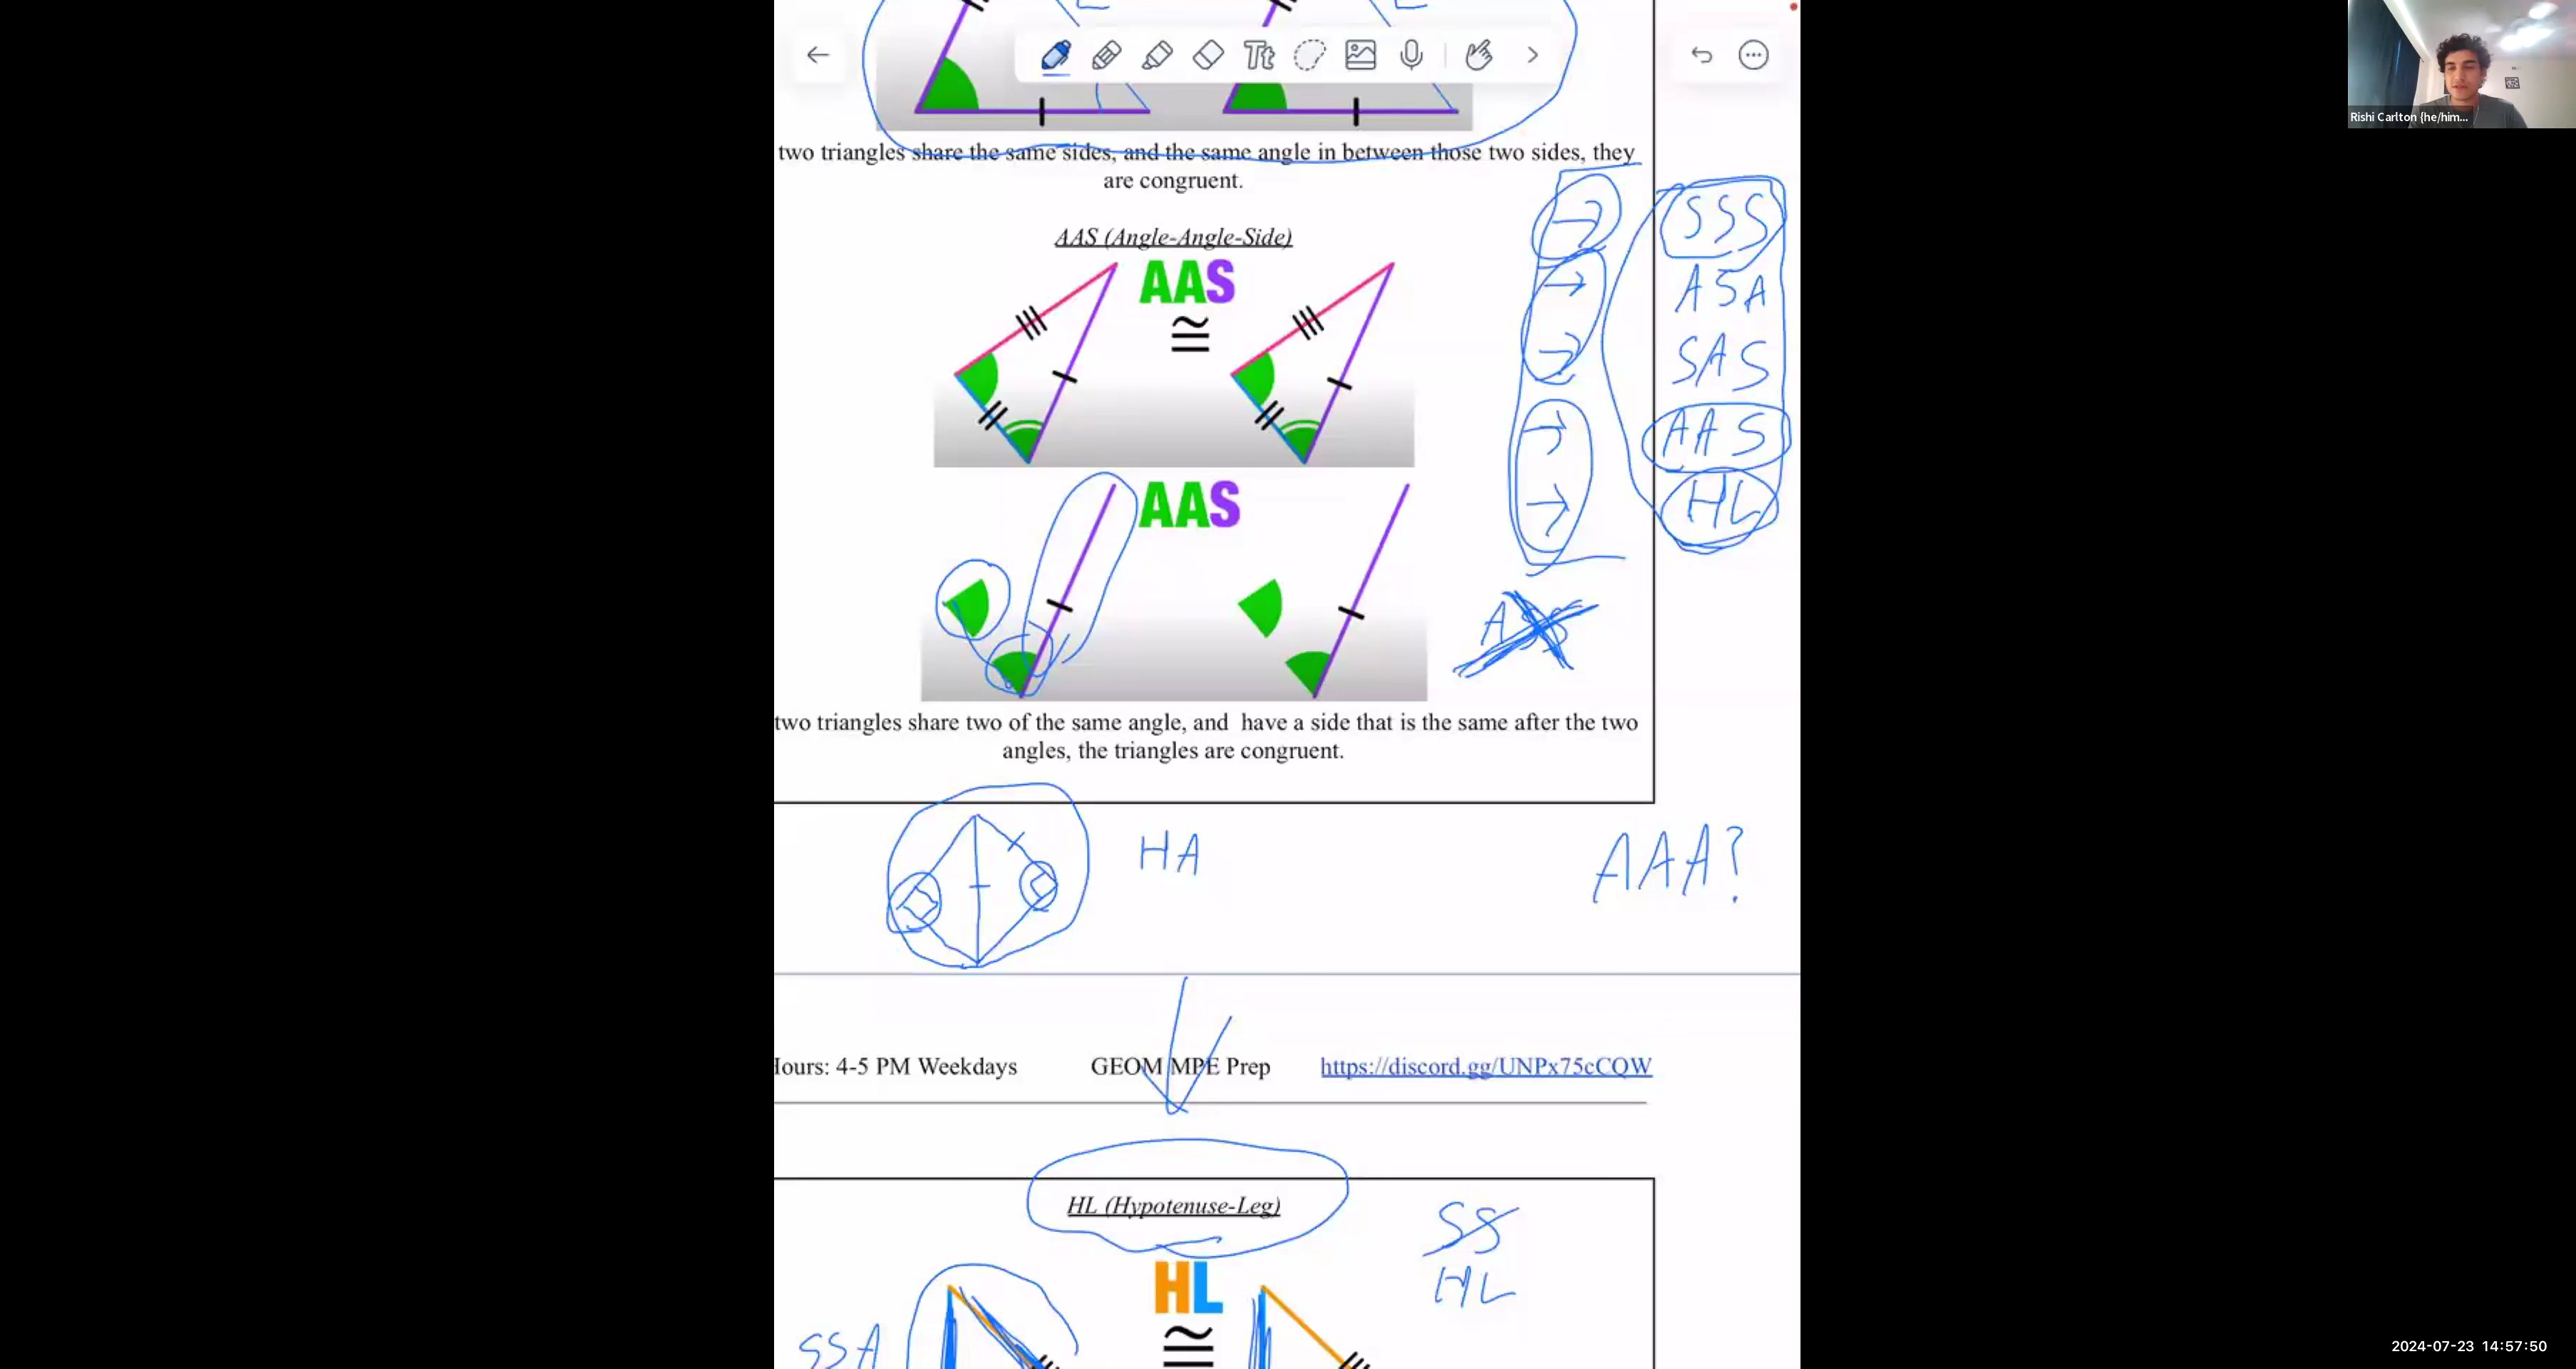 Tt
Rishi Carlton {he/him...
two triangles share the same sides, and the same angle in between those two sides, they
are congruent.
AAS (Angle-Angle-Side)
AAS
≅
SSS
ASA
SAS
AAS
HL
AAS
two triangles share two of the same angle, and have a side that is the same after the two
angles, the triangles are congruent.
HA
AAA?
Hours: 4-5 PM Weekdays
GEOM MPE Prep
https://discord.gg/UNPx75cCQW
HL (Hypotenuse-Leg)
SS
HL
HL
≅
SSA
2024-07-23 14:57:50